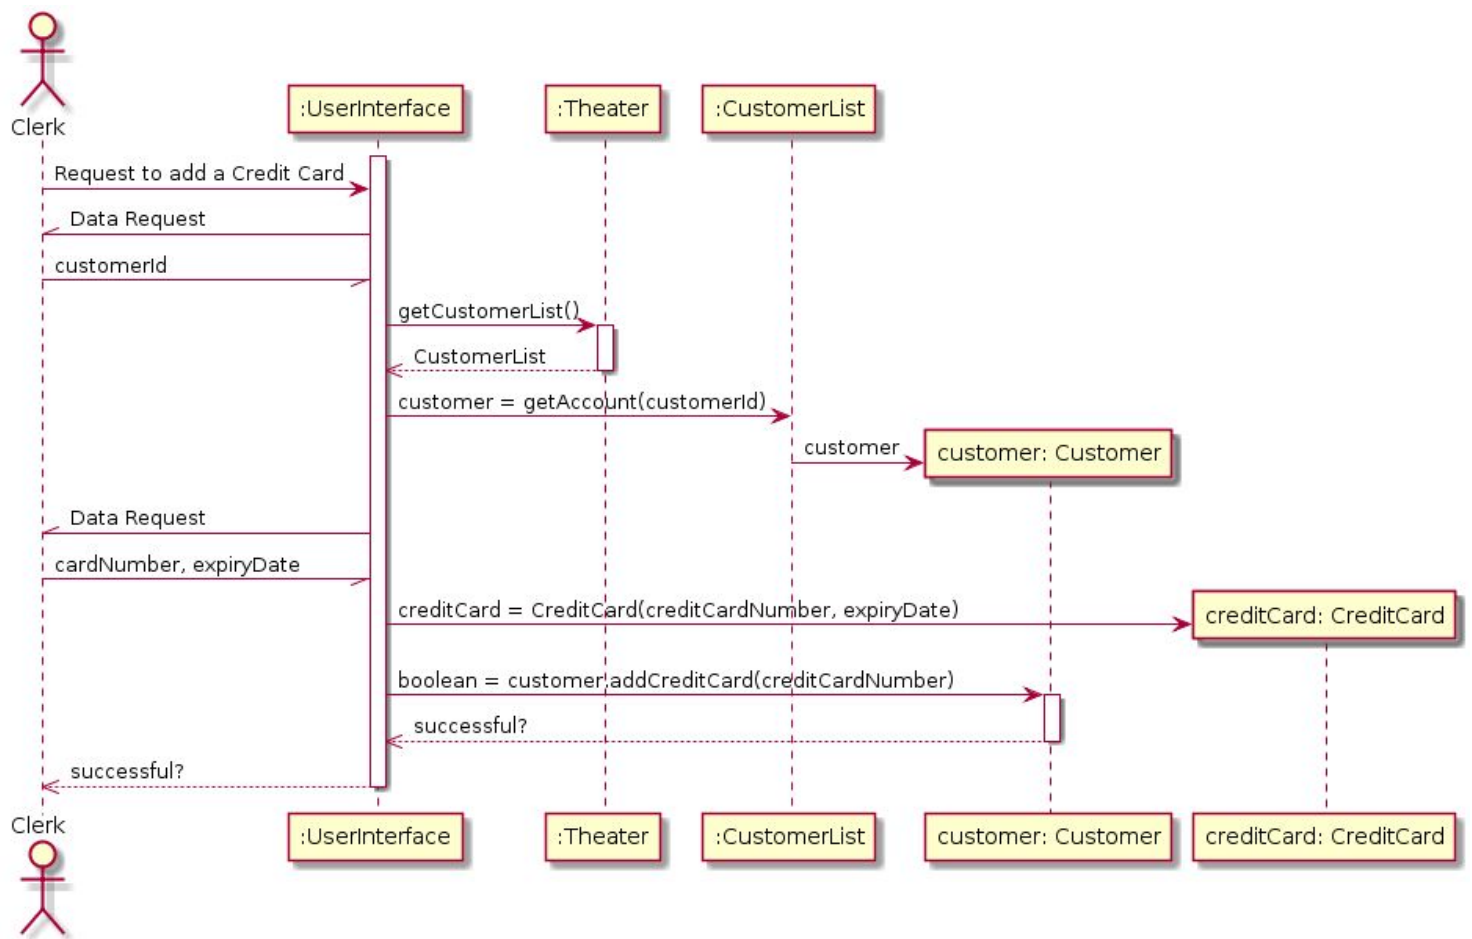 Clerk
:UserInterface
:Theater
:CustomerList
Request to add a Credit Card
Data Request
customerId
getCustomerList()
CustomerList
customer = getAccount(customerId)
customer
customer: Customer
Data Request
cardNumber, expiryDate
creditCard = CreditCard(creditCardNumber, expiryDate)
creditCard: CreditCard
boolean = customer.addCreditCard(creditCardNumber)
successful?
successful?
Clerk
:UserInterface
:Theater
:CustomerList
customer: Customer
creditCard: CreditCard